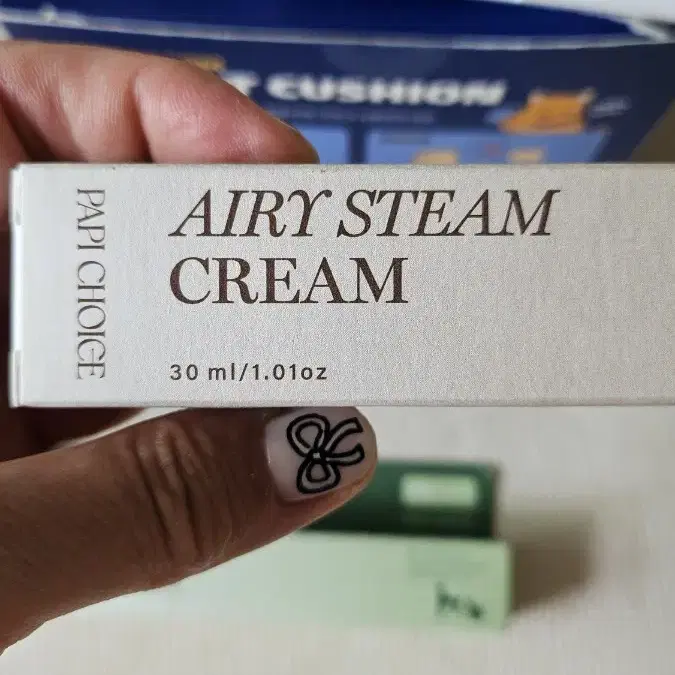 CUSHION
PAPI CHOICE
AIRY STEAM
CREAM
30 ml/1.01oz